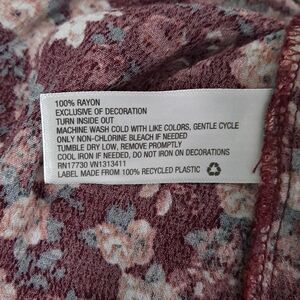 100% RAYON
EXCLUSIVE OF DECORATION
TURN INSIDE OUT
MACHINE WASH COLD WITH LIKE COLORS, GENTLE CYCLE
ONLY NON-CHLORINE BLEACH IF NEEDED
TUMBLE DRY LOW, REMOVE PROMPTLY
COOL IRON IF NEEDED, DO NOT IRON ON DECORATIONS
RN17730 VN1313411
LABEL MADE FROM 100% RECYCLED PLASTIC